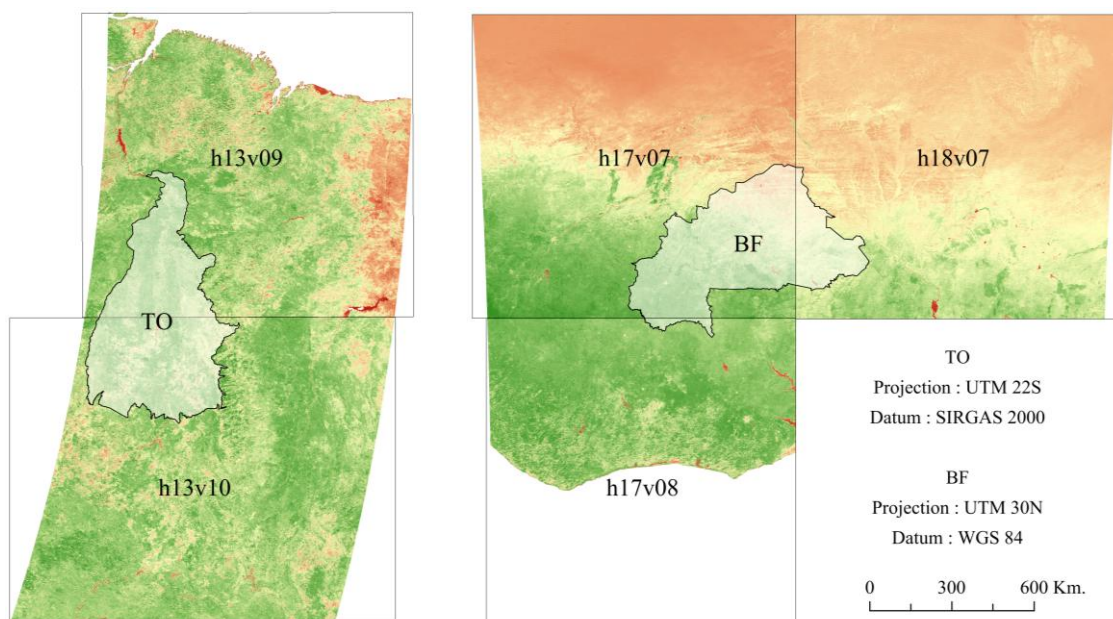 h13v09
TO
h13v10
h17v07
h18v07
BF
h17v08
TO
Projection : UTM 22S
Datum : SIRGAS 2000
BF
Projection : UTM 30N
Datum : WGS 84
0 300 600 Km.